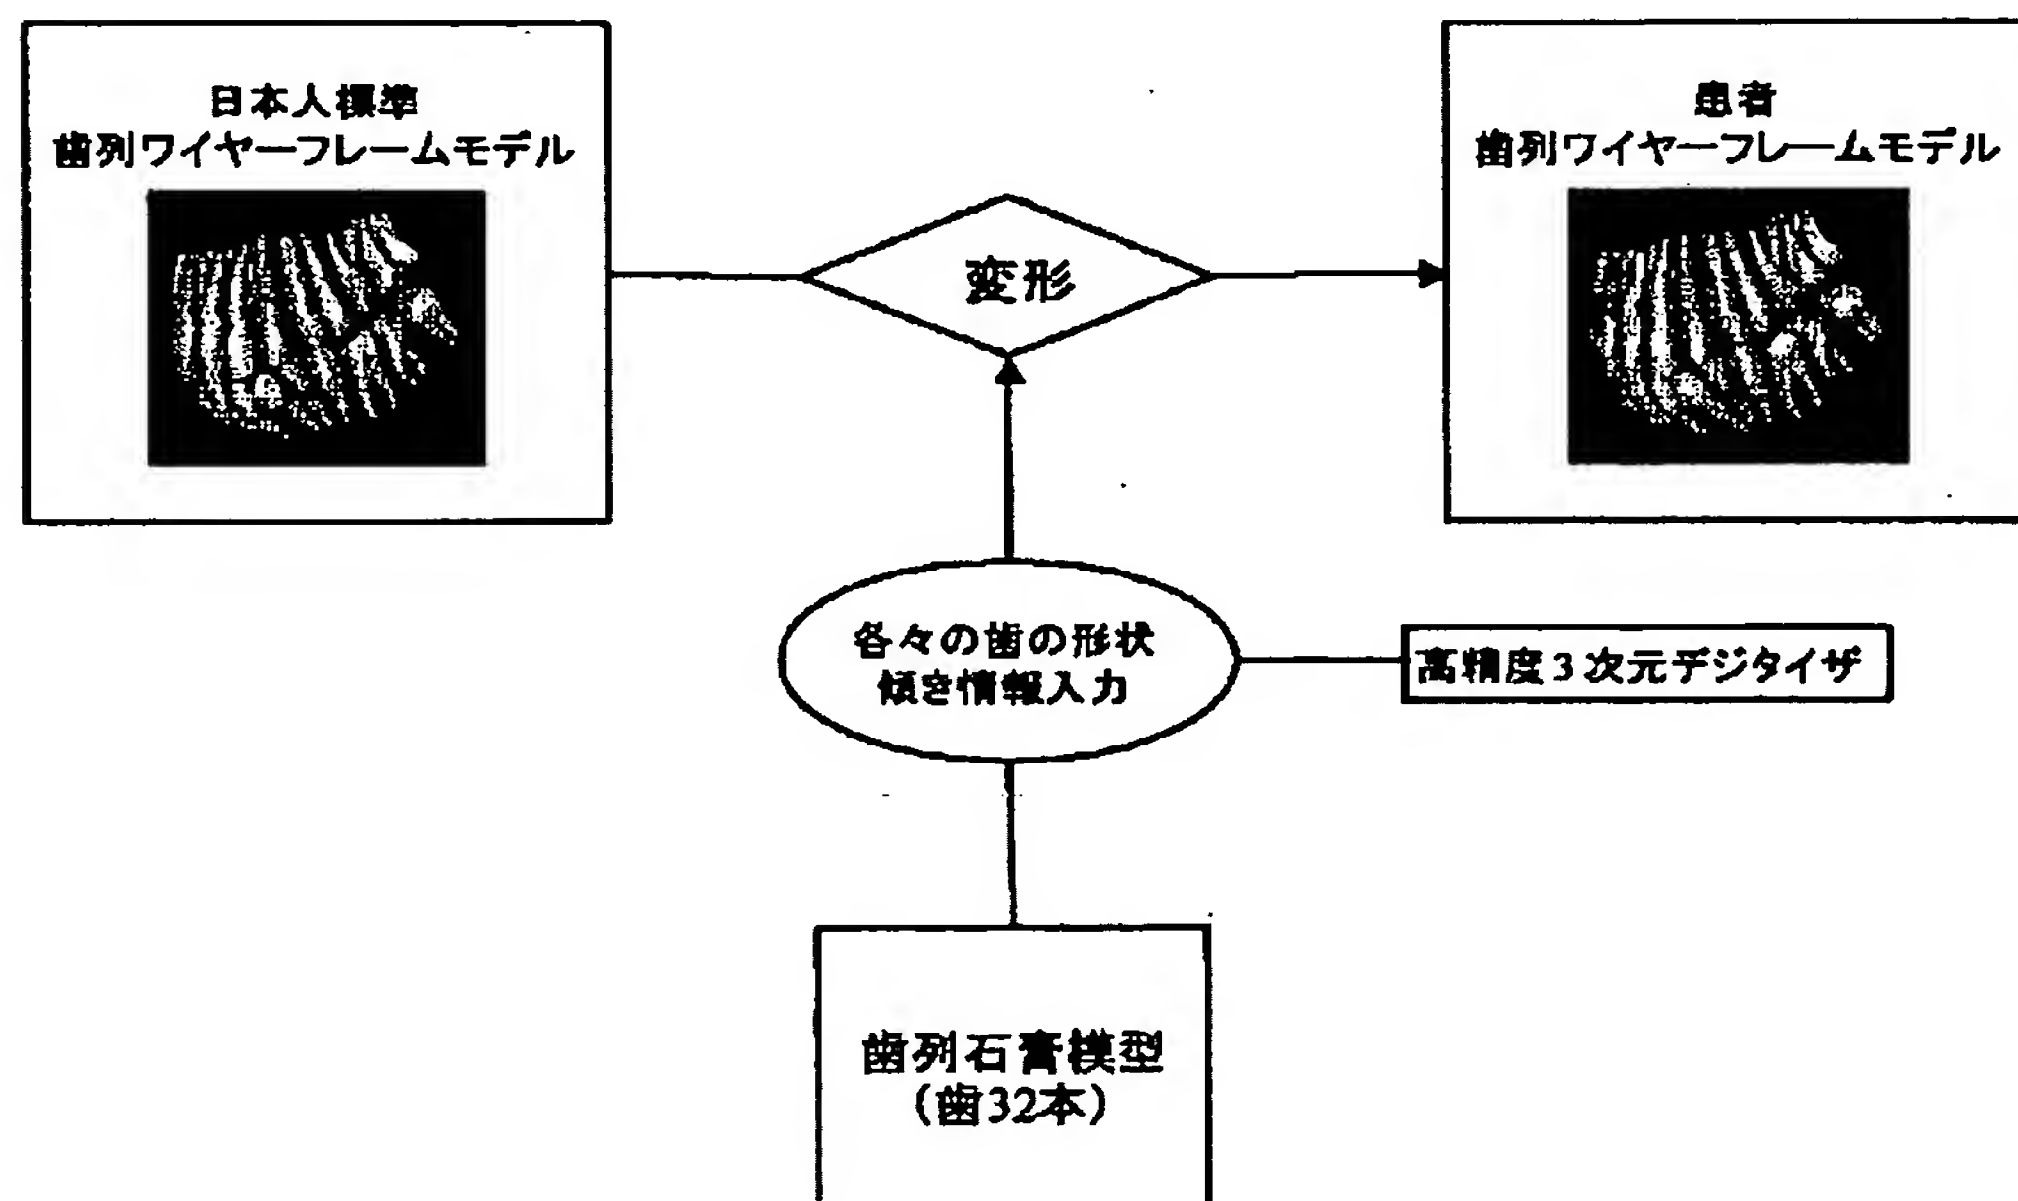 日本人標準
歯列ワイヤーフレームモデル
患者
歯列ワイヤーフレームモデル
変形
各々の歯の形状
傾き情報入力
高精度3次元デジタイザ
歯列石膏模型
(歯32本)